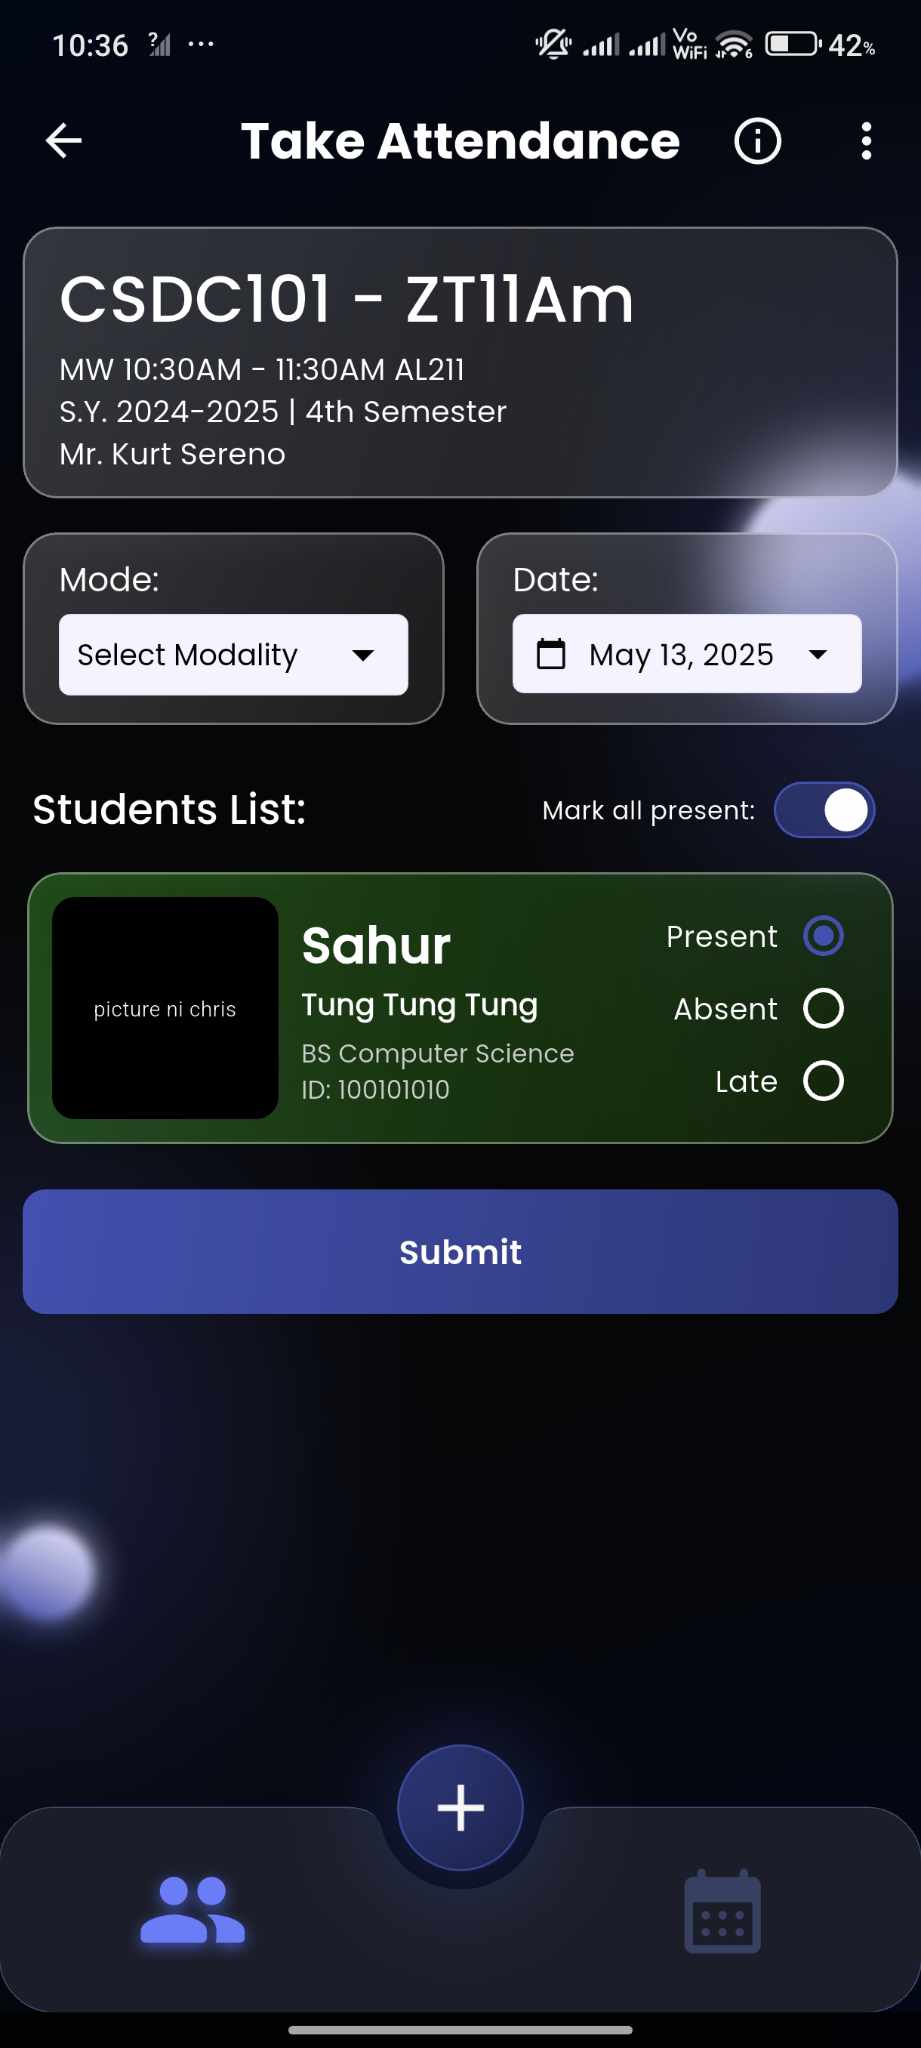 10:36 ? ... Vo WiFi 6 42%
Take Attendance
CSDC101 - ZT11Am
MW 10:30AM - 11:30AM AL211
S.Y. 2024-2025 | 4th Semester
Mr. Kurt Sereno
Mode:
Select Modality
Date:
May 13, 2025
Students List:
Mark all present:
picture ni chris
Sahur
Tung Tung Tung
BS Computer Science
ID: 100101010
Present
Absent
Late
Submit